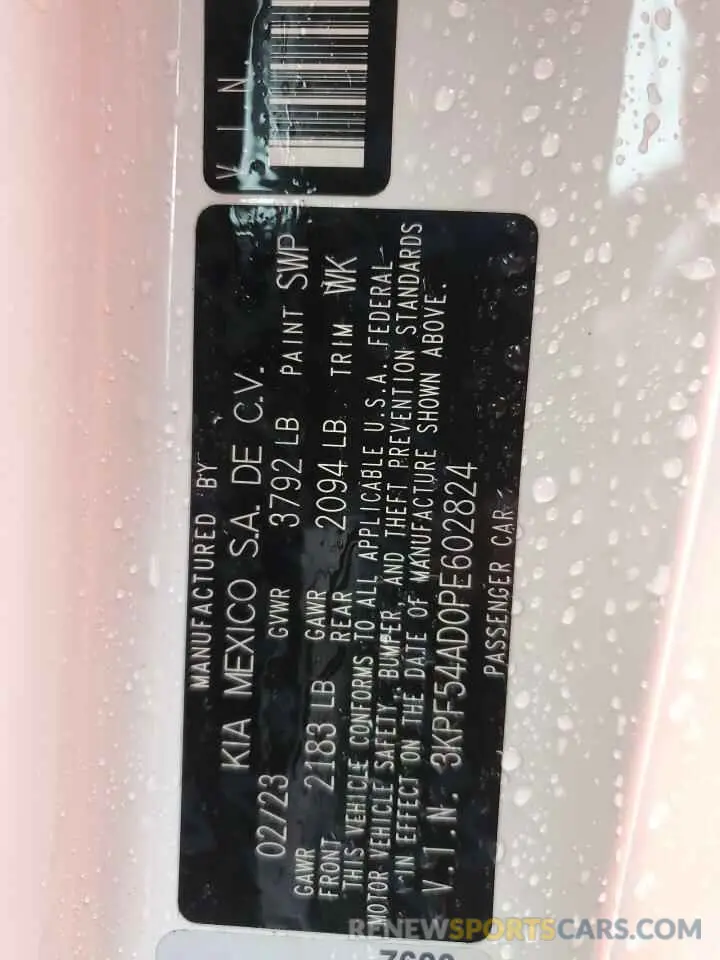 V.I.N.
MANUFACTURED BY
KIA MEXICO S.A. DE C.V.
02/23 GVWR 3792 LB PAINT SWP
GAWR FRONT 2183 LB GAWR REAR 2094 LB TRIM WK
THIS VEHICLE CONFORMS TO ALL APPLICABLE U.S.A. FEDERAL
MOTOR VEHICLE SAFETY, BUMPER, AND THEFT PREVENTION STANDARDS
IN EFFECT ON THE DATE OF MANUFACTURE SHOWN ABOVE.
V.I.N. 3KPF54AD0PE602824
PASSENGER CAR
RENEWSPORTSCARS.COM